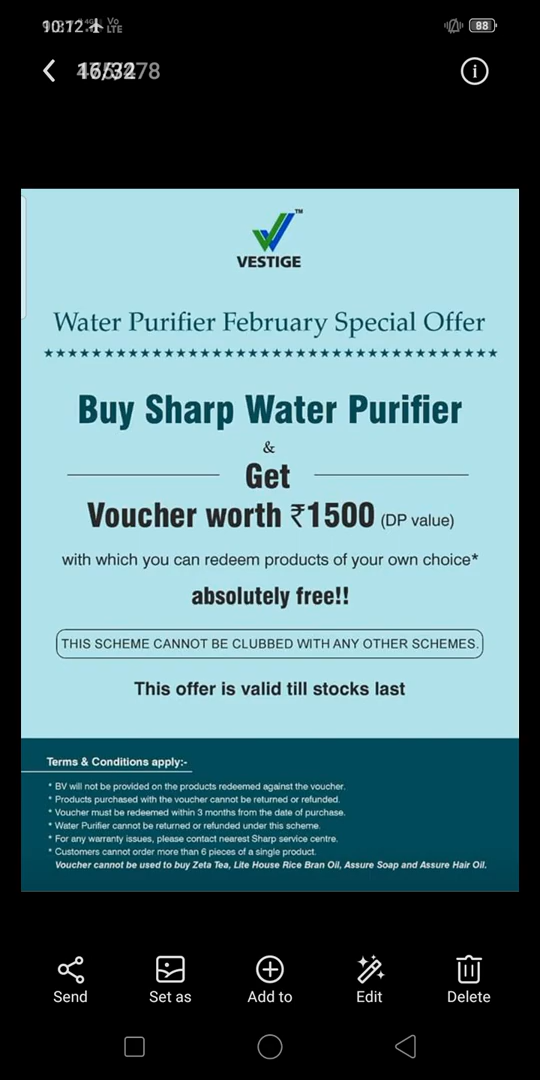 VoLTE
88
VESTIGE
TM
Water Purifier February Special Offer
★★★★★★★★★★★★★★★★★★★★★★★★★★★★★★★★★★★★★★★★
Buy Sharp Water Purifier
&
Get
Voucher worth ₹1500 (DP value)
with which you can redeem products of your own choice*
absolutely free!!
THIS SCHEME CANNOT BE CLUBBED WITH ANY OTHER SCHEMES.
This offer is valid till stocks last
Terms & Conditions apply:-
* BV will not be provided on the products redeemed against the voucher.
* Products purchased with the voucher cannot be returned or refunded.
* Voucher must be redeemed within 3 months from the date of purchase.
* Water Purifier cannot be returned or refunded under this scheme.
* For any warranty issues, please contact nearest Sharp service centre.
* Customers cannot order more than 6 pieces of a single product.
Voucher cannot be used to buy Zeta Tea, Lite House Rice Bran Oil, Assure Soap and Assure Hair Oil.
Send Set as Add to Edit Delete